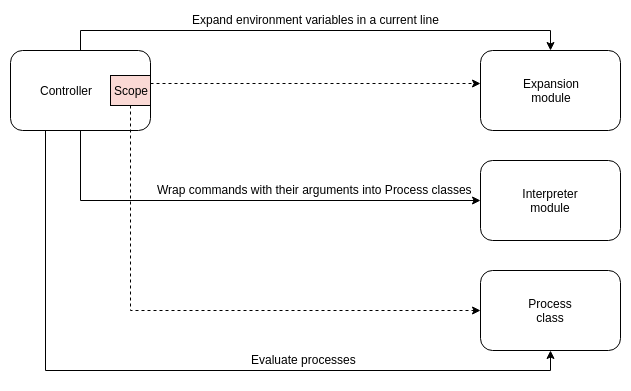 Expand environment variables in a current line
Controller
Scope
Expansion
module
Wrap commands with their arguments into Process classes
Interpreter
module
Process
class
Evaluate processes